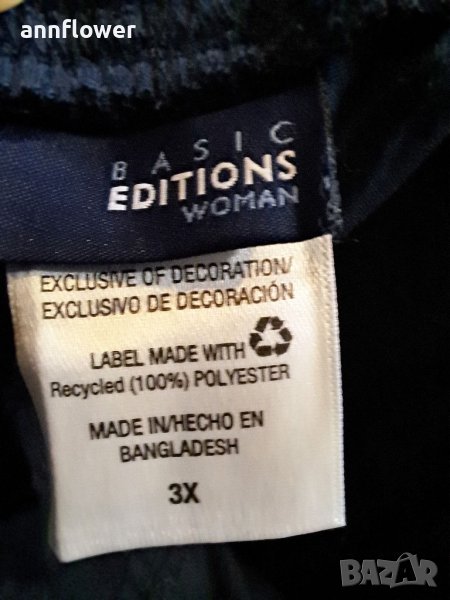 annflower
BASIC
EDITIONS
WOMAN
EXCLUSIVE OF DECORATION/
EXCLUSIVO DE DECORACIÓN
LABEL MADE WITH
Recycled (100%) POLYESTER
MADE IN/HECHO EN
BANGLADESH
3X
BAZAR